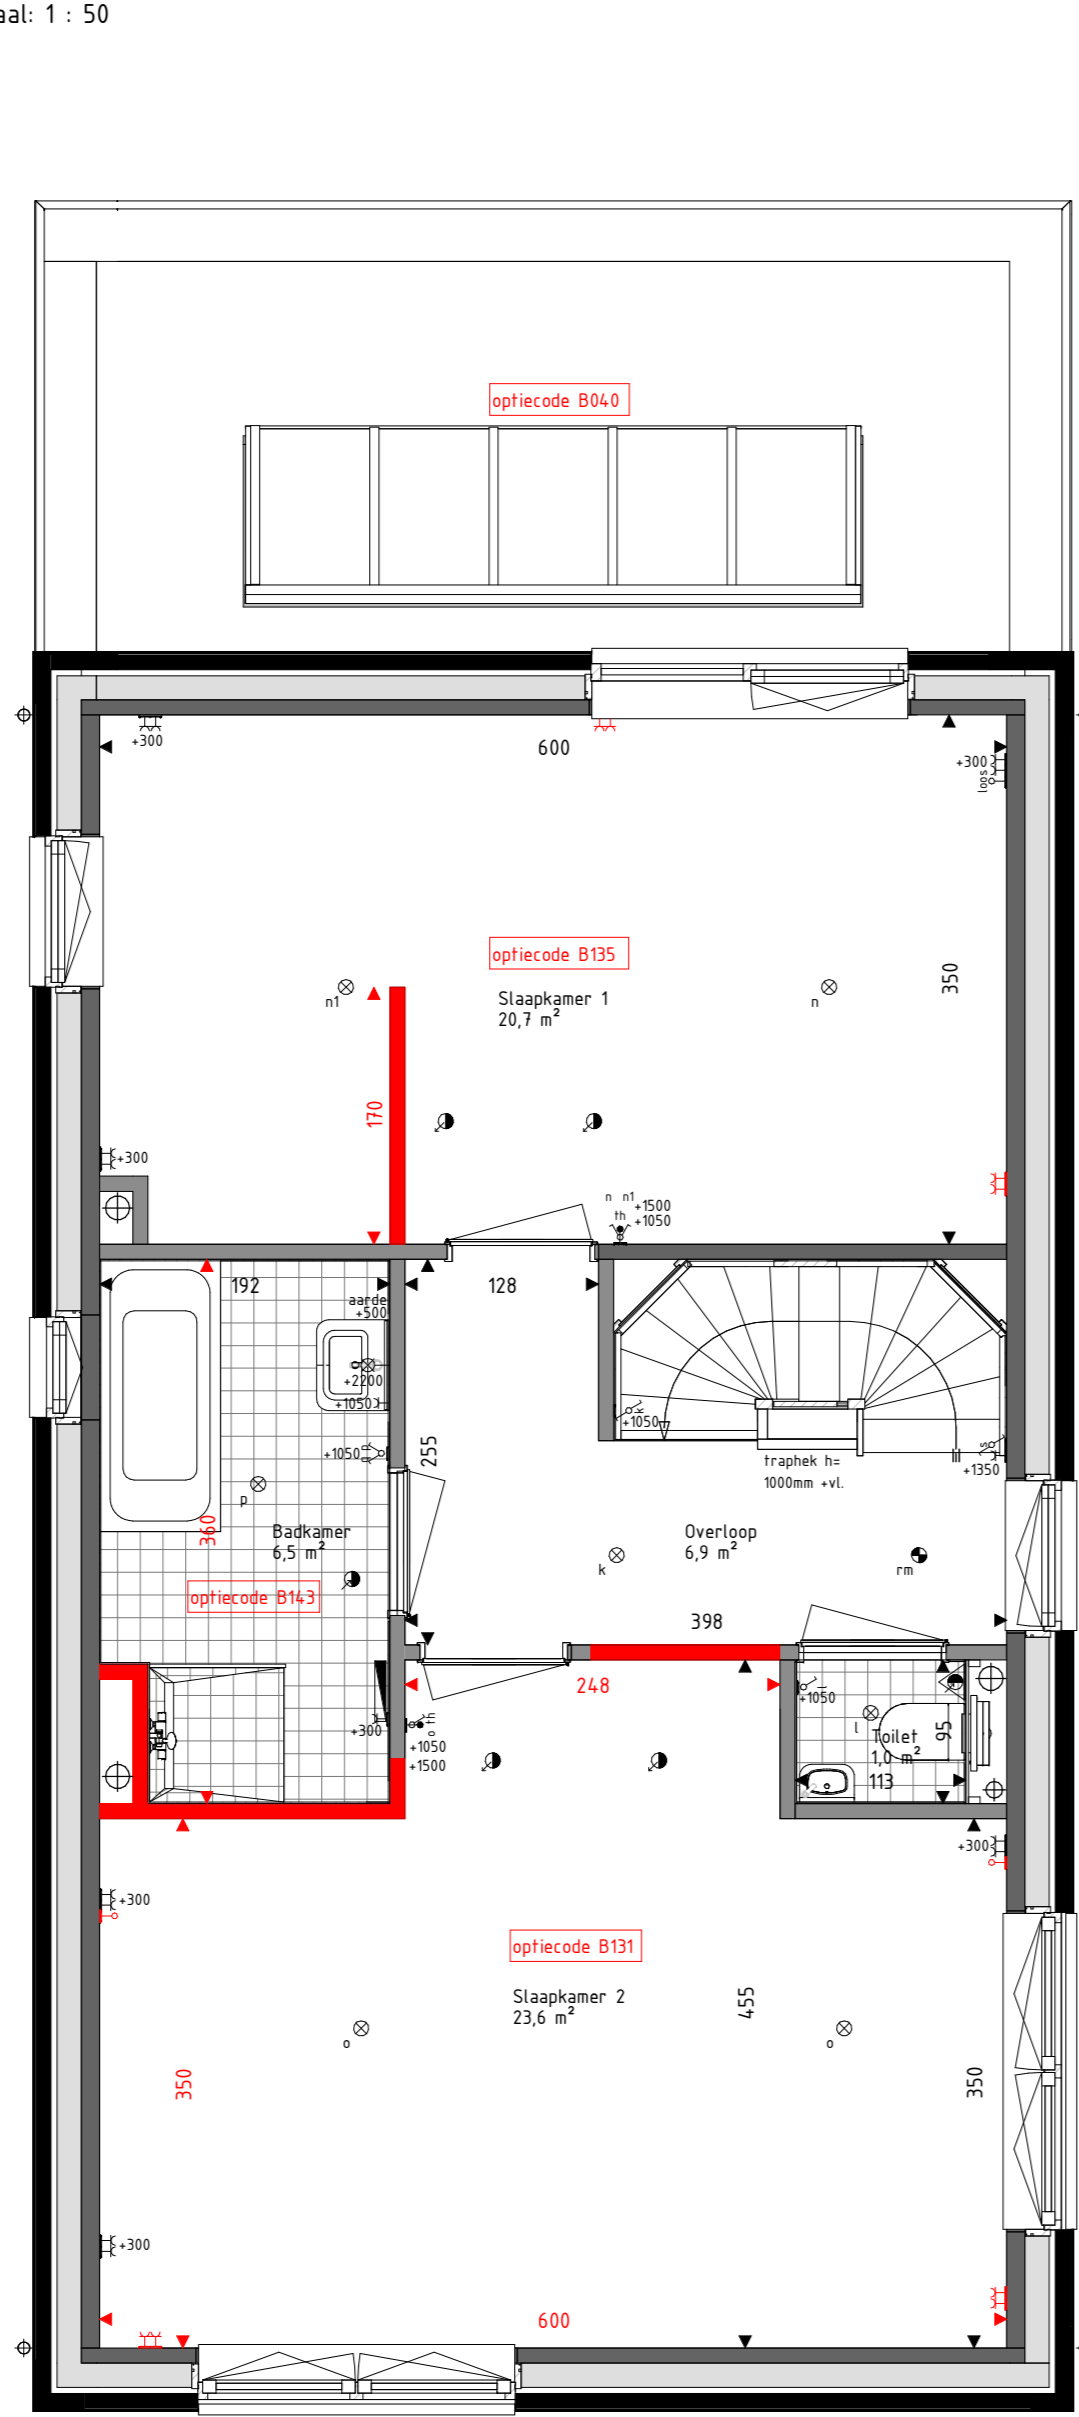 aal: 1 : 50
optiecode B040
+300
600
+300
loos
optiecode B135
350
n1
Slaapkamer 1
20,7 m²
n
170
+300
n n1
+1500
th
+1050
192
128
aarde
+500
+2200
+1050
k
+1050
+1050
255
s
+1350
traphek h=
1000mm +vl.
p
360
Badkamer
6,5 m²
Overloop
6,9 m²
k
rm
optiecode B143
398
248
l
+1050
o th
+300
+1050
+1500
l
Toilet
1,0 m²
95
113
+300
+300
optiecode B131
Slaapkamer 2
23,6 m²
455
o
o
350
350
+300
600